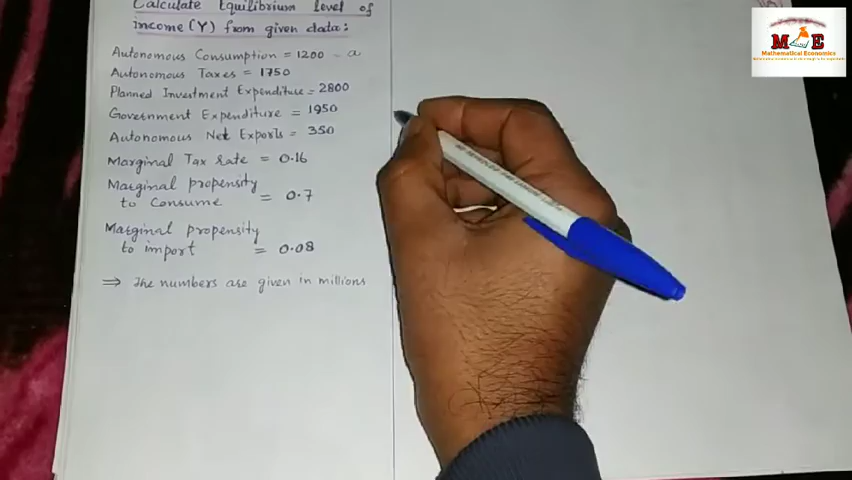 Calculate Equilibrium level of
income (Y) from given data:
Autonomous Consumption = 1200 - a
Autonomous Taxes = 1750
Planned Investment Expenditure = 2800
Government Expenditure = 1950
Autonomous Net Exports = 350
Marginal Tax rate = 0.16
Marginal propensity
to Consume = 0.7
Marginal propensity
to import = 0.08
⇒ The numbers are given in millions
M E
Mathematical Economics